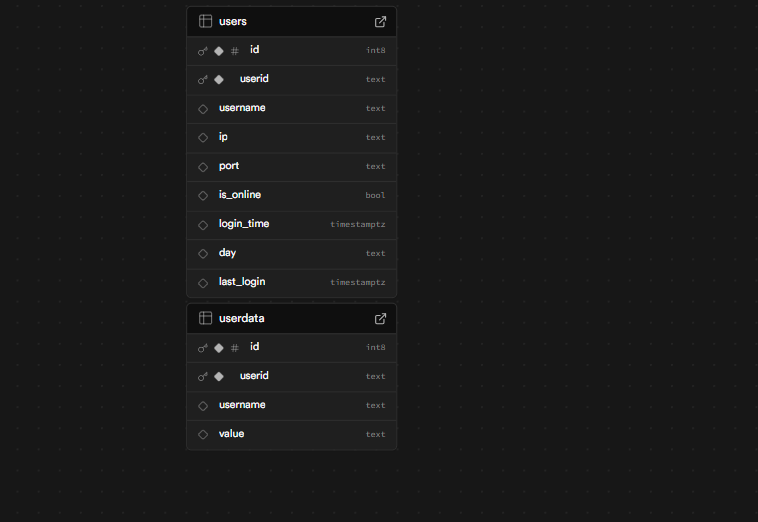 users
# id int8
userid text
username text
ip text
port text
is_online bool
login_time timestamptz
day text
last_login timestamptz
userdata
# id int8
userid text
username text
value text